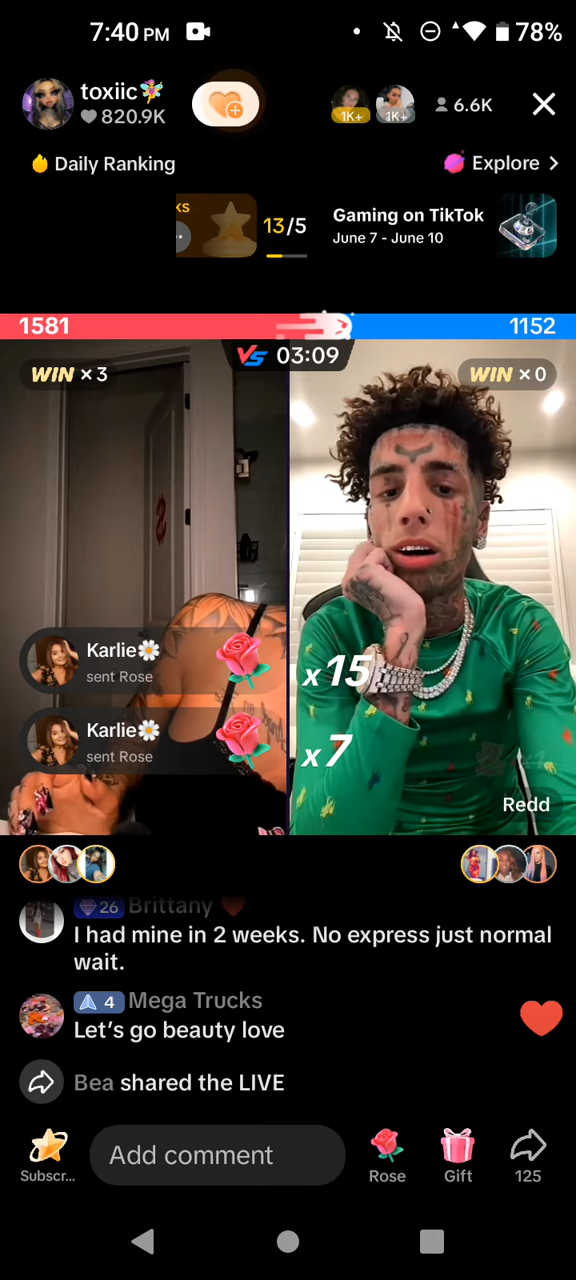 7:40 PM
78%
toxiic
820.9K
1K+
1K+
6.6K
Daily Ranking
Explore >
KS
13/5
Gaming on TikTok
June 7 - June 10
1581
1152
VS 03:09
WIN × 3
WIN × 0
Karlie
sent Rose
x15
Karlie
sent Rose
x7
Redd
26 Brittany
I had mine in 2 weeks. No express just normal
wait.
4 Mega Trucks
Let's go beauty love
Bea shared the LIVE
Subscr...
Add comment
Rose
Gift
125